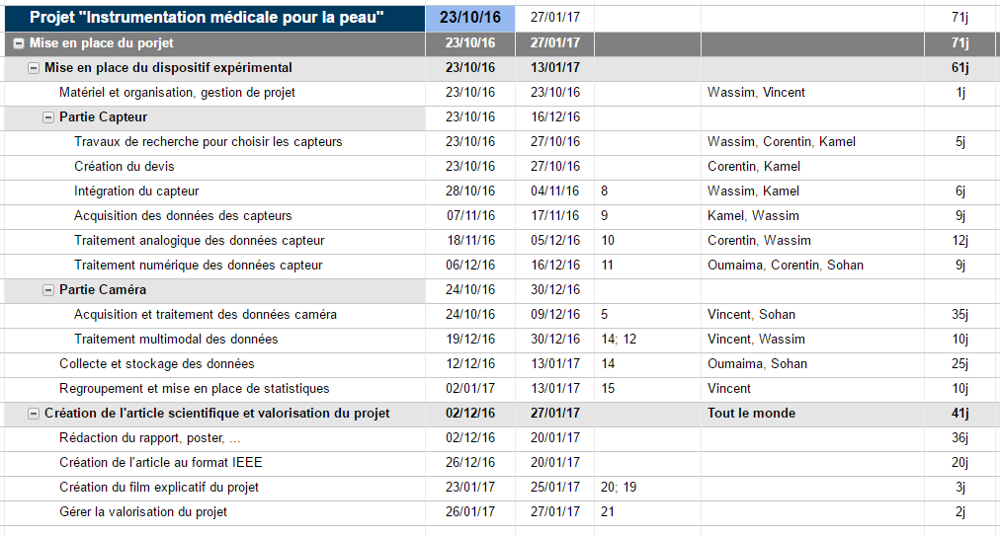 Projet "Instrumentation médicale pour la peau" 23/10/16 27/01/17 71j
Mise en place du porjet 23/10/16 27/01/17 71j
Mise en place du dispositif expérimental 23/10/16 13/01/17 61j
Matériel et organisation, gestion de projet 23/10/16 23/10/16 Wassim, Vincent 1j
Partie Capteur 23/10/16 16/12/16
Travaux de recherche pour choisir les capteurs 23/10/16 27/10/16 Wassim, Corentin, Kamel 5j
Création du devis 23/10/16 27/10/16 Corentin, Kamel
Intégration du capteur 28/10/16 04/11/16 8 Wassim, Kamel 6j
Acquisition des données des capteurs 07/11/16 17/11/16 9 Kamel, Wassim 9j
Traitement analogique des données capteur 18/11/16 05/12/16 10 Corentin, Wassim 12j
Traitement numérique des données capteur 06/12/16 16/12/16 11 Oumaima, Corentin, Sohan 9j
Partie Caméra 24/10/16 30/12/16
Acquisition et traitement des données caméra 24/10/16 09/12/16 5 Vincent, Sohan 35j
Traitement multimodal des données 19/12/16 30/12/16 14; 12 Vincent, Wassim 10j
Collecte et stockage des données 12/12/16 13/01/17 14 Oumaima, Sohan 25j
Regroupement et mise en place de statistiques 02/01/17 13/01/17 15 Vincent 10j
Création de l'article scientifique et valorisation du projet 02/12/16 27/01/17 Tout le monde 41j
Rédaction du rapport, poster, ... 02/12/16 20/01/17 36j
Création de l'article au format IEEE 26/12/16 20/01/17 20j
Création du film explicatif du projet 23/01/17 25/01/17 20; 19 3j
Gérer la valorisation du projet 26/01/17 27/01/17 21 2j